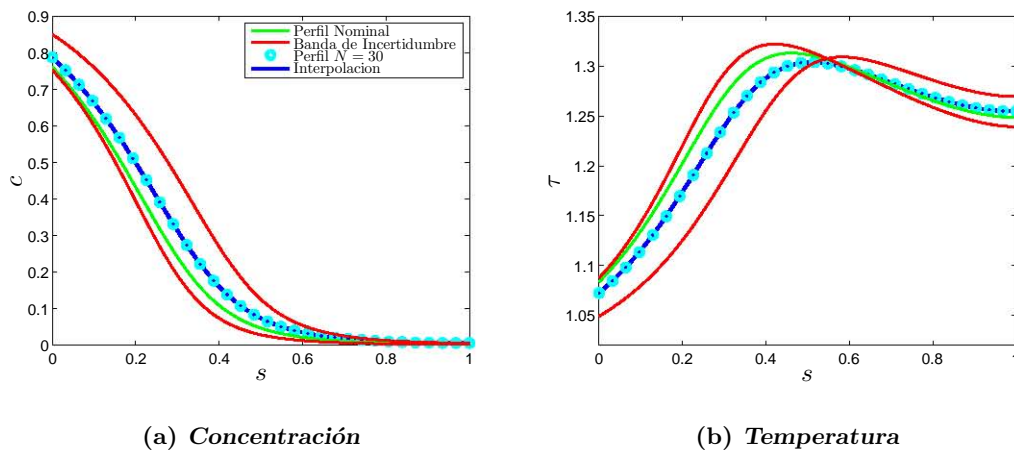 Perfil Nominal
Banda de Incertidumbre
Perfil N = 30
Interpolacion
0.9
0.8
0.7
0.6
0.5
0.4
0.3
0.2
0.1
0
c
0
0.2
0.4
0.6
0.8
1
s
1.35
1.3
1.25
1.2
1.15
1.1
1.05
τ
0
0.2
0.4
0.6
0.8
1
s
(a) Concentración
(b) Temperatura